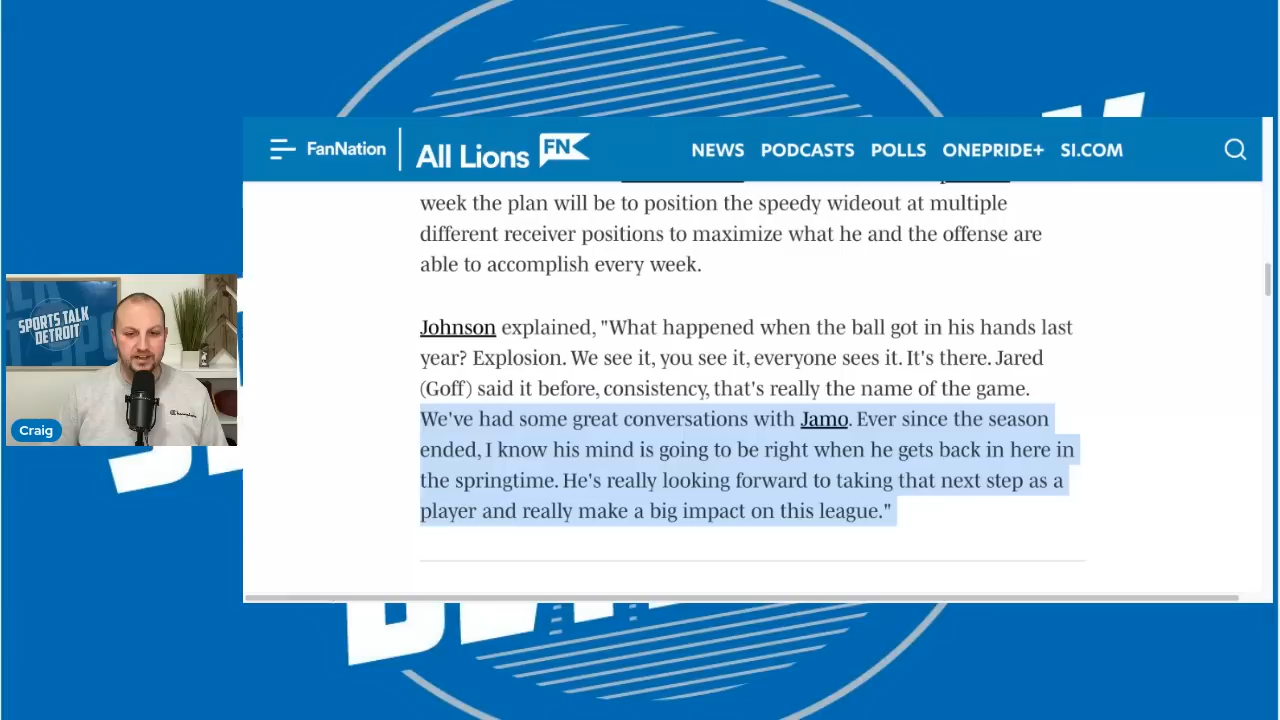 FanNation
All Lions
FN
NEWS PODCASTS POLLS ONEPRIDE+ SI.COM
week the plan will be to position the speedy wideout at multiple
different receiver positions to maximize what he and the offense are
able to accomplish every week.
Johnson explained, "What happened when the ball got in his hands last
year? Explosion. We see it, you see it, everyone sees it. It's there. Jared
(Goff) said it before, consistency, that's really the name of the game.
We've had some great conversations with Jamo. Ever since the season
ended, I know his mind is going to be right when he gets back in here in
the springtime. He's really looking forward to taking that next step as a
player and really make a big impact on this league."
SPORTS TALK
DETROIT
Craig